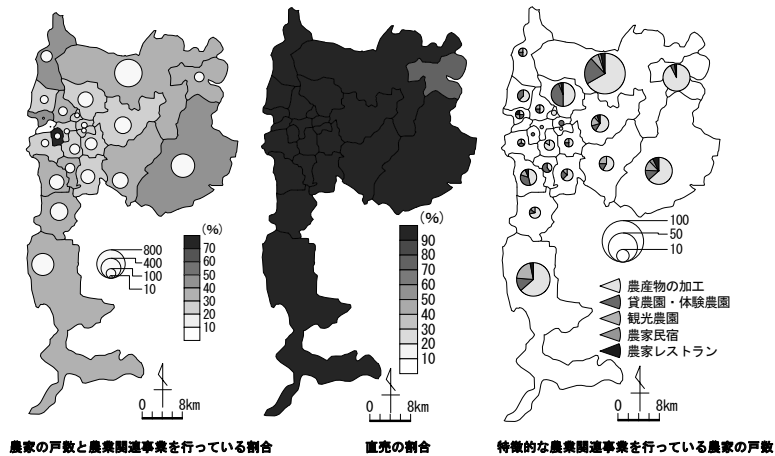 (%)
70
60
50
40
30
20
10
800
400
100
10
0 8km
農家の戸数と農業関連事業を行っている割合
(%)
90
80
70
60
50
40
30
20
10
0 8km
直売の割合
100
50
10
農産物の加工
貸農園・体験農園
観光農園
農家民宿
農家レストラン
0 8km
特徴的な農業関連事業を行っている農家の戸数